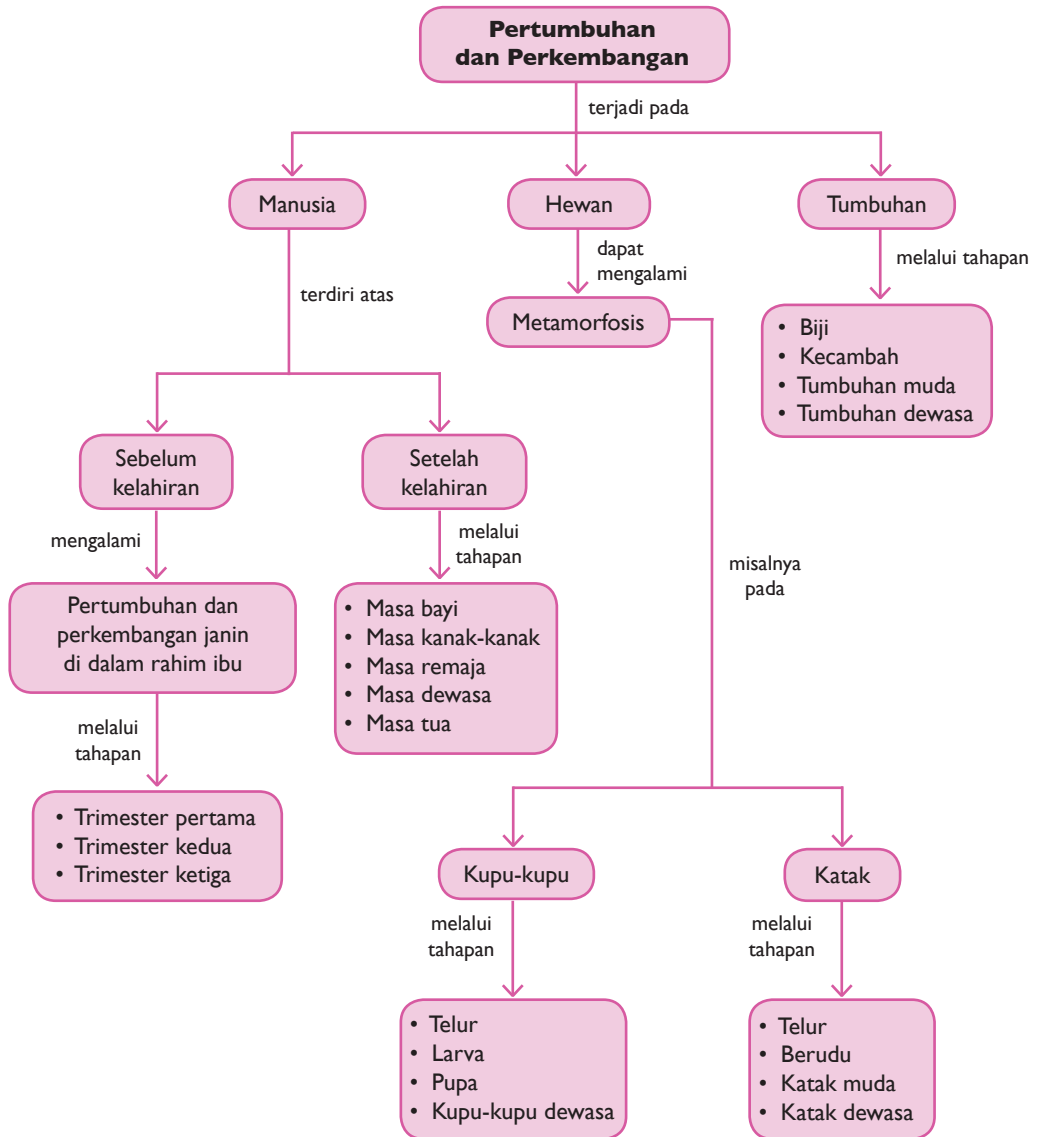 Pertumbuhan
dan Perkembangan
terjadi pada
Manusia
Hewan
Tumbuhan
terdiri atas
dapat
mengalami
melalui tahapan
Metamorfosis
• Biji
• Kecambah
• Tumbuhan muda
• Tumbuhan dewasa
Sebelum
kelahiran
Setelah
kelahiran
mengalami
melalui
tahapan
misalnya
pada
Pertumbuhan dan
perkembangan janin
di dalam rahim ibu
• Masa bayi
• Masa kanak-kanak
• Masa remaja
• Masa dewasa
• Masa tua
melalui
tahapan
• Trimester pertama
• Trimester kedua
• Trimester ketiga
Kupu-kupu
Katak
melalui
tahapan
melalui
tahapan
• Telur
• Larva
• Pupa
• Kupu-kupu dewasa
• Telur
• Berudu
• Katak muda
• Katak dewasa